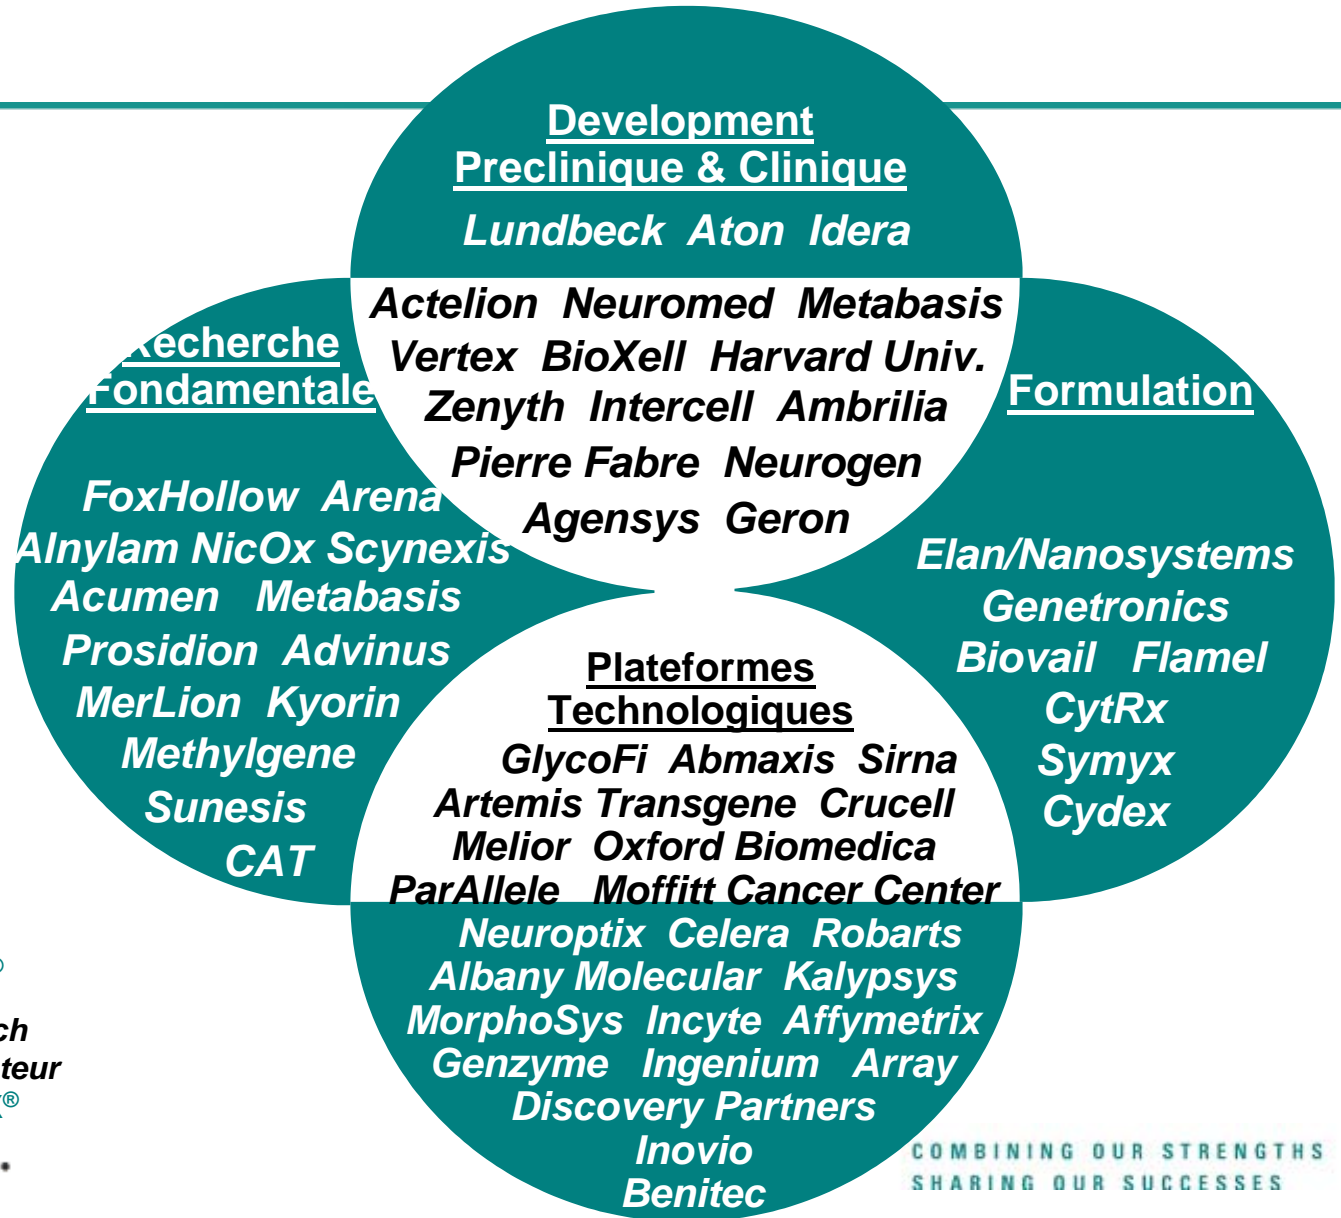 Development
Preclinique & Clinique
Lundbeck Aton Idera
Actelion Neuromed Metabasis
Vertex BioXell Harvard Univ.
Zenyth Intercell Ambrilia
Pierre Fabre Neurogen
Agensys Geron
Recherche
Fondamentale
FoxHollow Arena
Alnylam NicOx Scynexis
Acumen Metabasis
Prosidion Advinus
MerLion Kyorin
Methylgene
Sunesis
CAT
Formulation
Elan/Nanosystems
Genetronics
Biovail Flamel
CytRx
Symyx
Cydex
Plateformes
Technologiques
GlycoFi Abmaxis Sirna
Artemis Transgene Crucell
Melior Oxford Biomedica
ParAllele Moffitt Cancer Center
Neuroptix Celera Robarts
Albany Molecular Kalypsys
MorphoSys Incyte Affymetrix
Genzyme Ingenium Array
Discovery Partners
Inovio
Benitec
COMBINING OUR STRENGTHS
SHARING OUR SUCCESSES